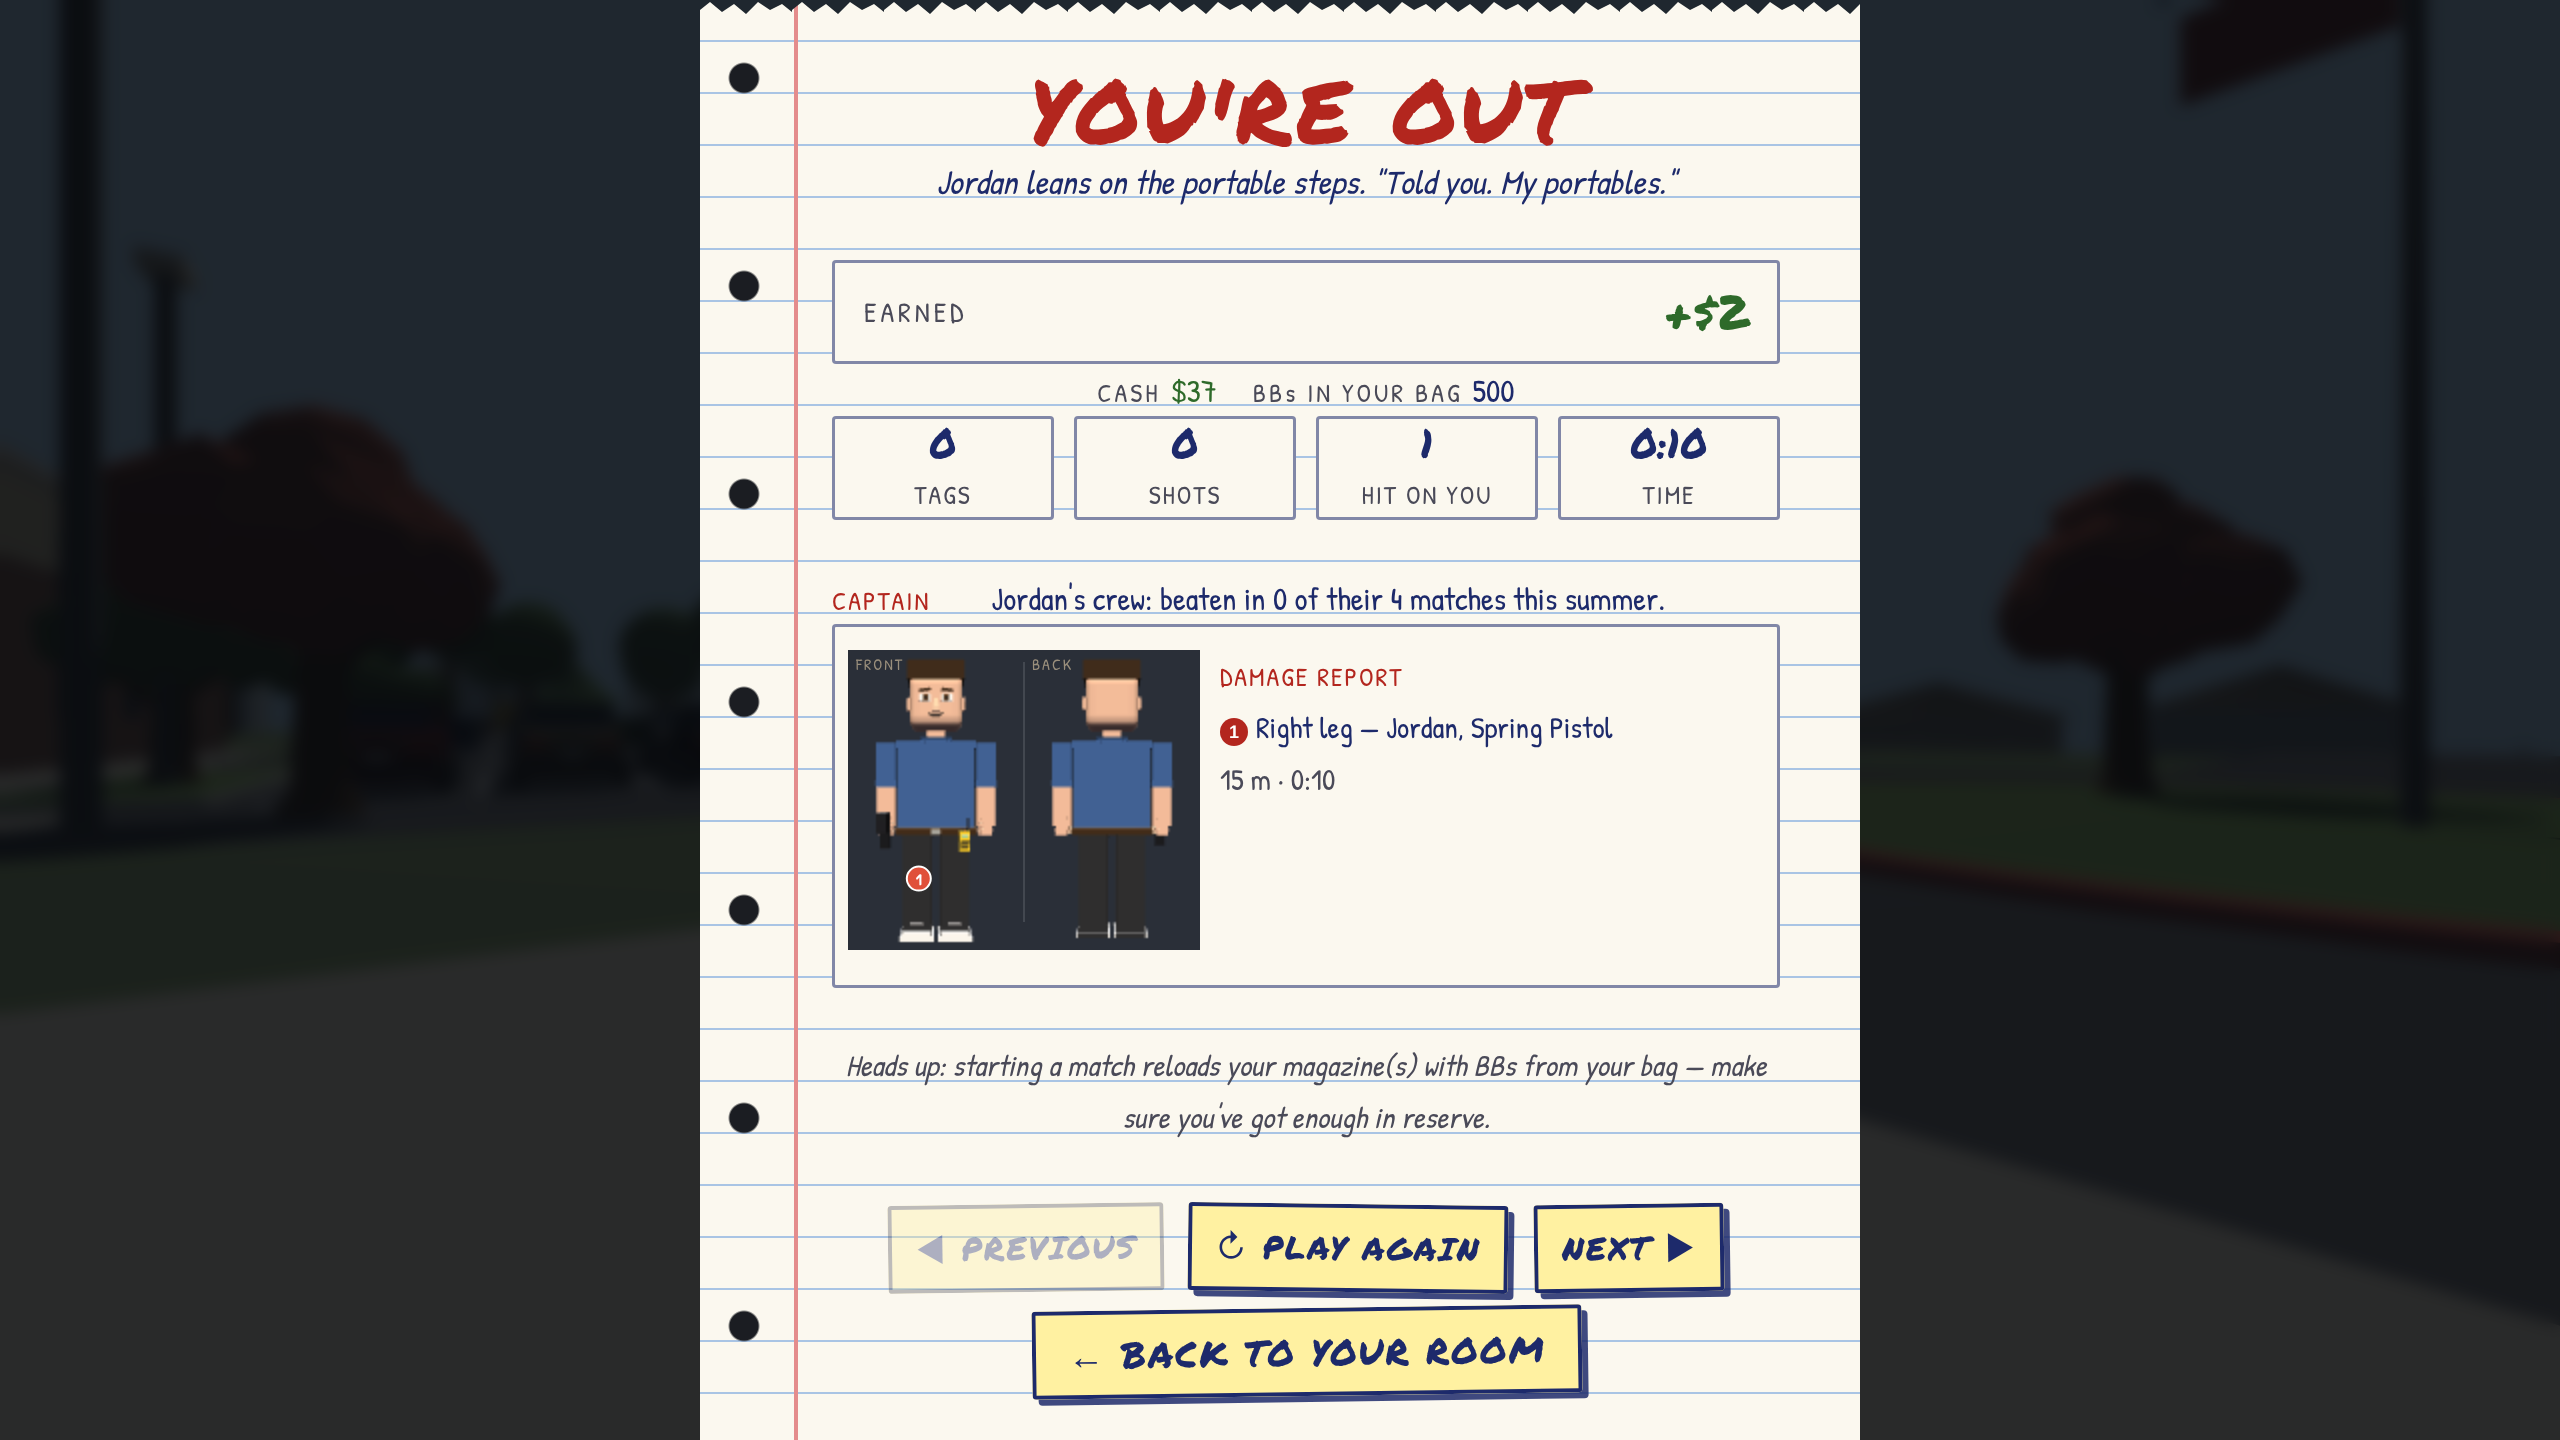 YOU'RE OUT
Jordan leans on the portable steps. "Told you. My portables."
EARNED +$2
CASH $37 BBs IN YOUR BAG 500
0 0 1 0:10
TAGS SHOTS HIT ON YOU TIME
CAPTAIN Jordan's crew: beaten in 0 of their 4 matches this summer.
FRONT BACK
DAMAGE REPORT
1 Right leg — Jordan, Spring Pistol
15 m · 0:10
1
Heads up: starting a match reloads your magazine(s) with BBs from your bag — make
sure you've got enough in reserve.
◀ PREVIOUS ↻ PLAY AGAIN NEXT ▶
← BACK TO YOUR ROOM